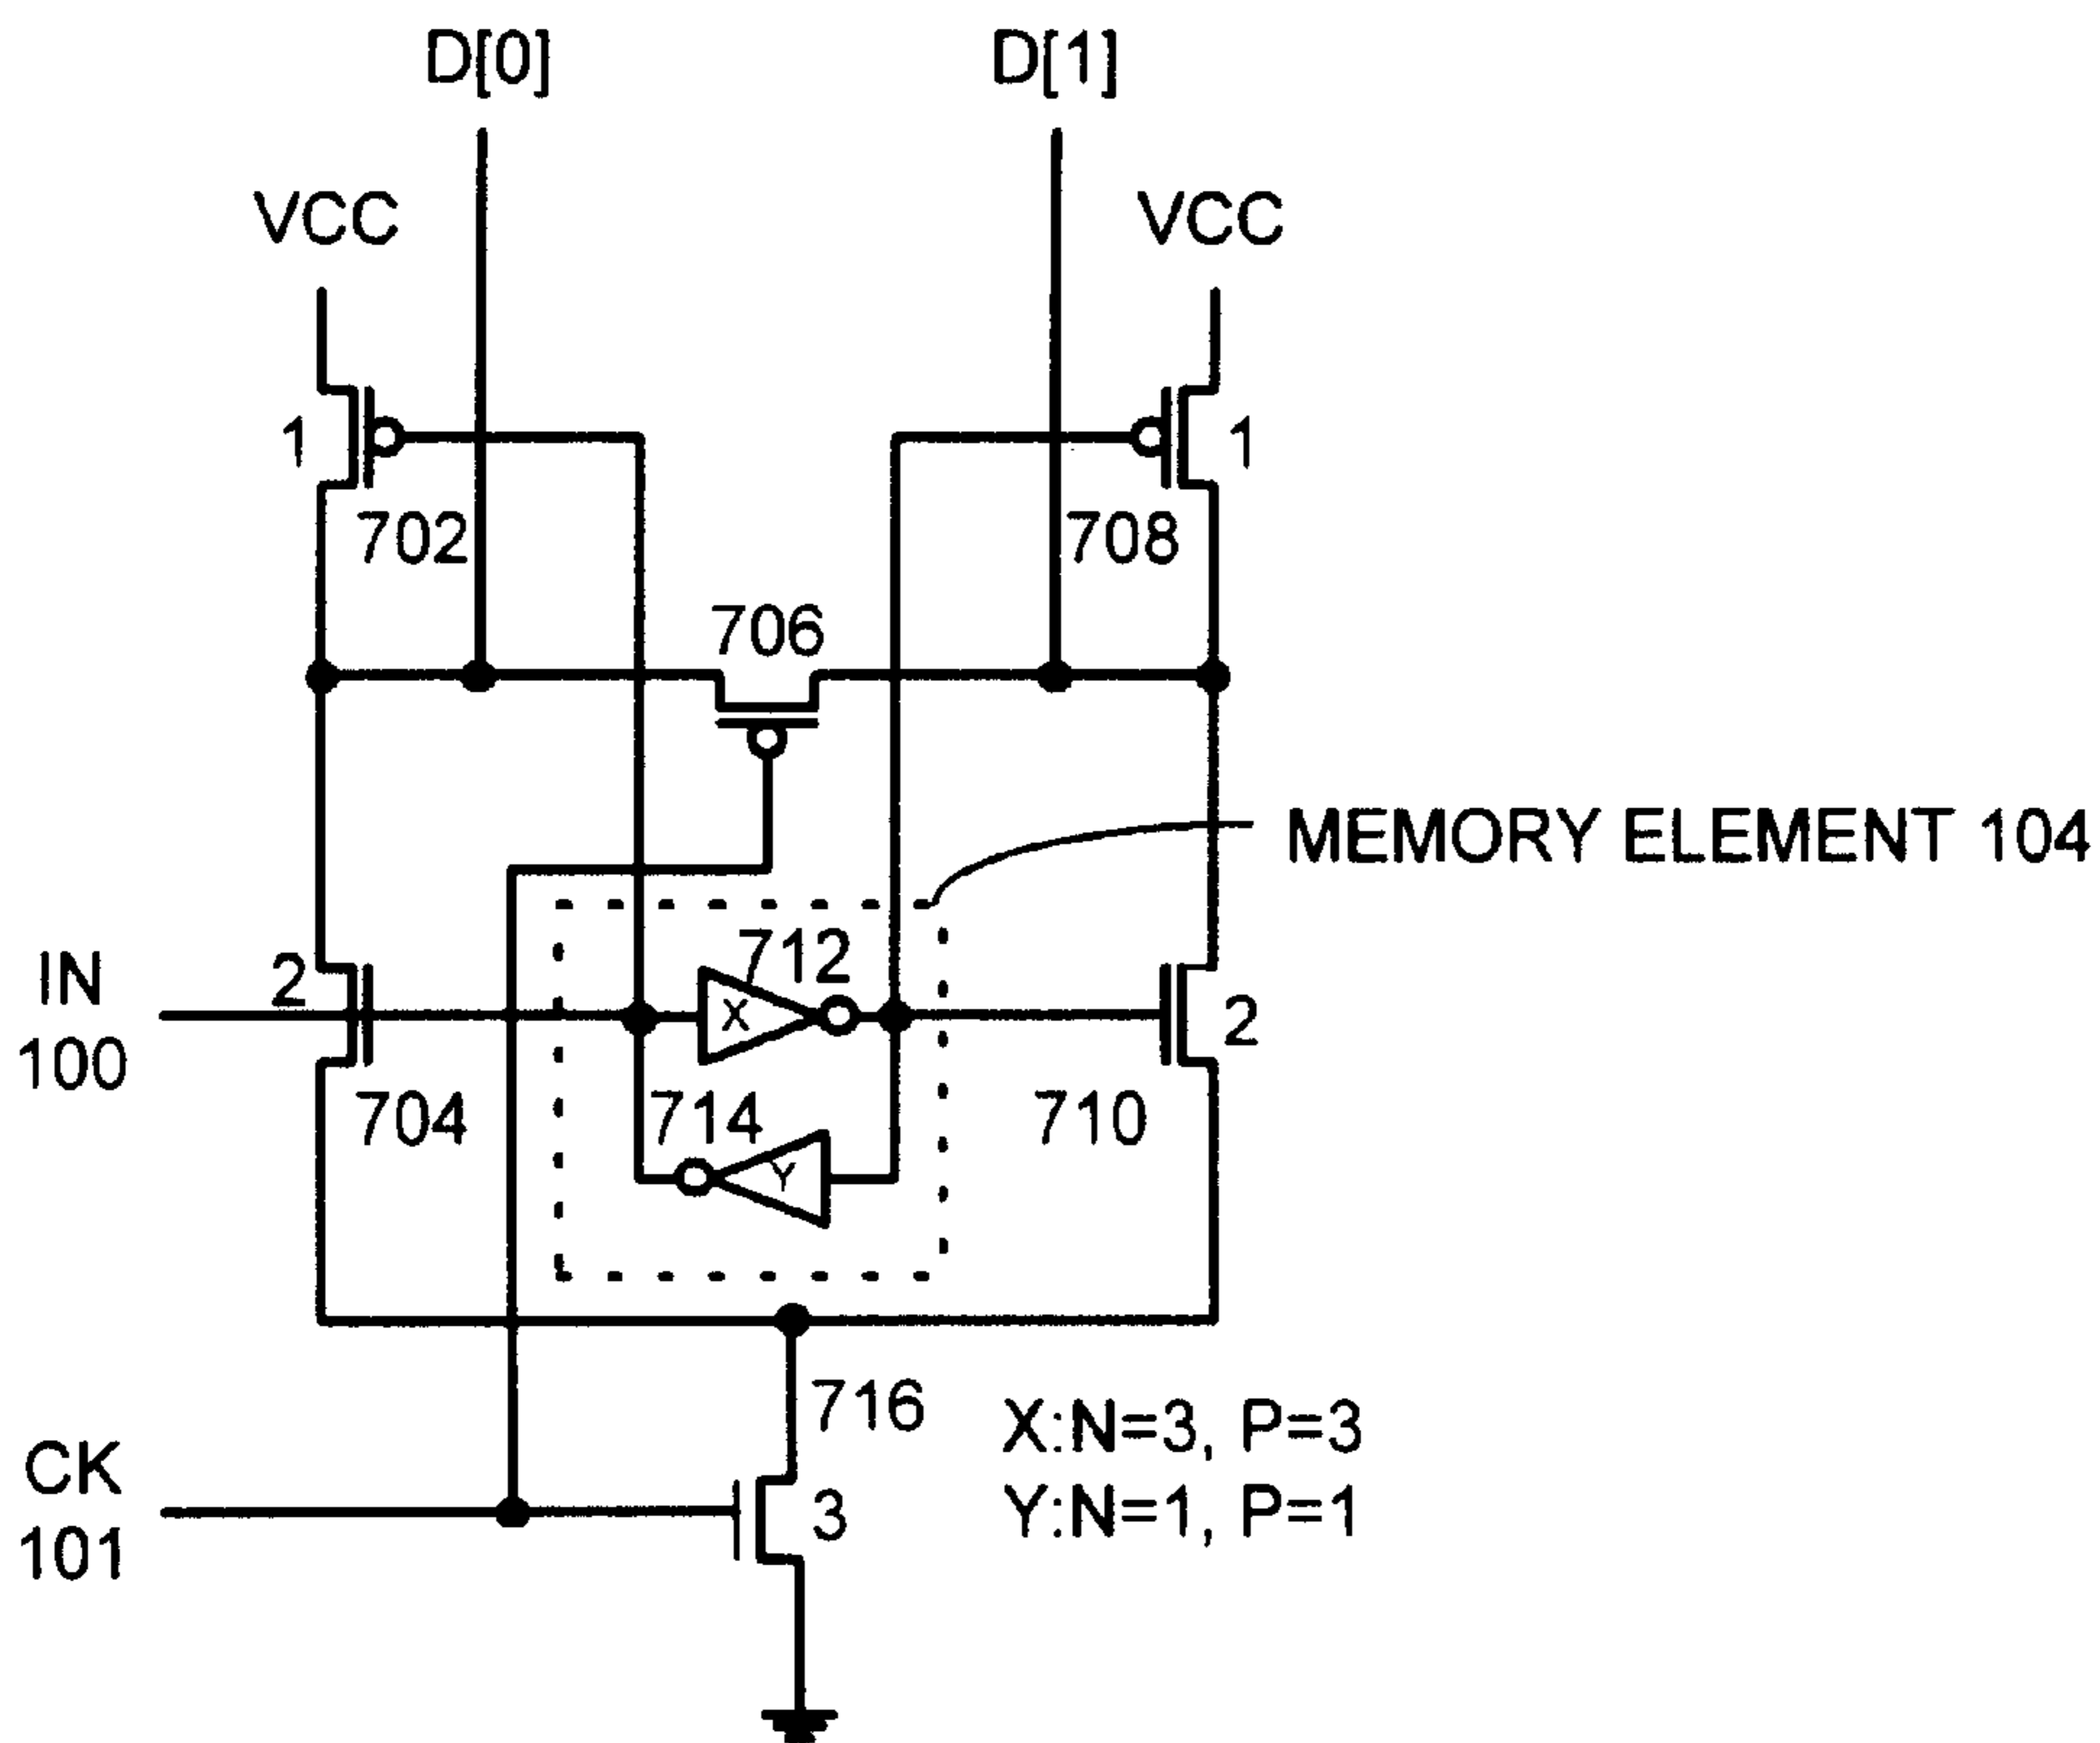 D[0]
D[1]
VCC
VCC
1
1
702
708
706
MEMORY ELEMENT 104
IN
100
2
712
X
2
704
714
710
Y
716
X:N=3, P=3
Y:N=1, P=1
CK
101
3